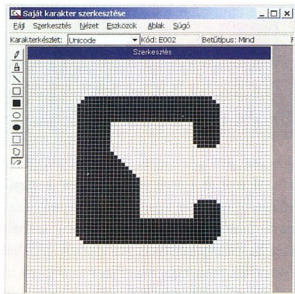 Saját karakter szerkesztése
Fájl Szerkesztés Nézet Eszközök Ablak Súgó
Karakterkészlet: Unicode Kód: E002 Betűtípus: Mind F
Szerkesztés